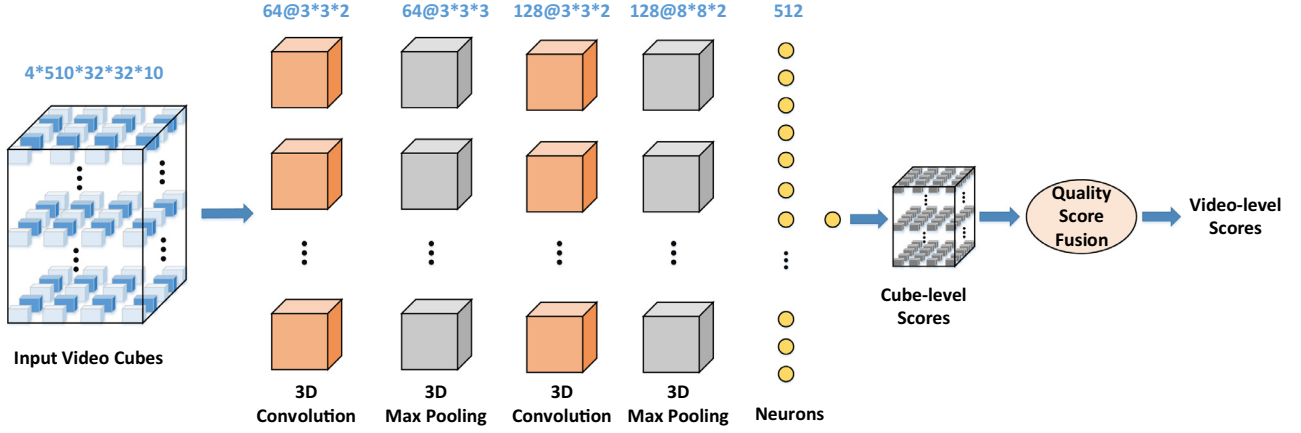 64@3*3*2
64@3*3*3
128@3*3*2
128@8*8*2
512
4*510*32*32*10
Quality
Score
Fusion
Video-level
Scores
Cube-level
Scores
Input Video Cubes
3D
Convolution
3D
Max Pooling
3D
Convolution
3D
Max Pooling
Neurons